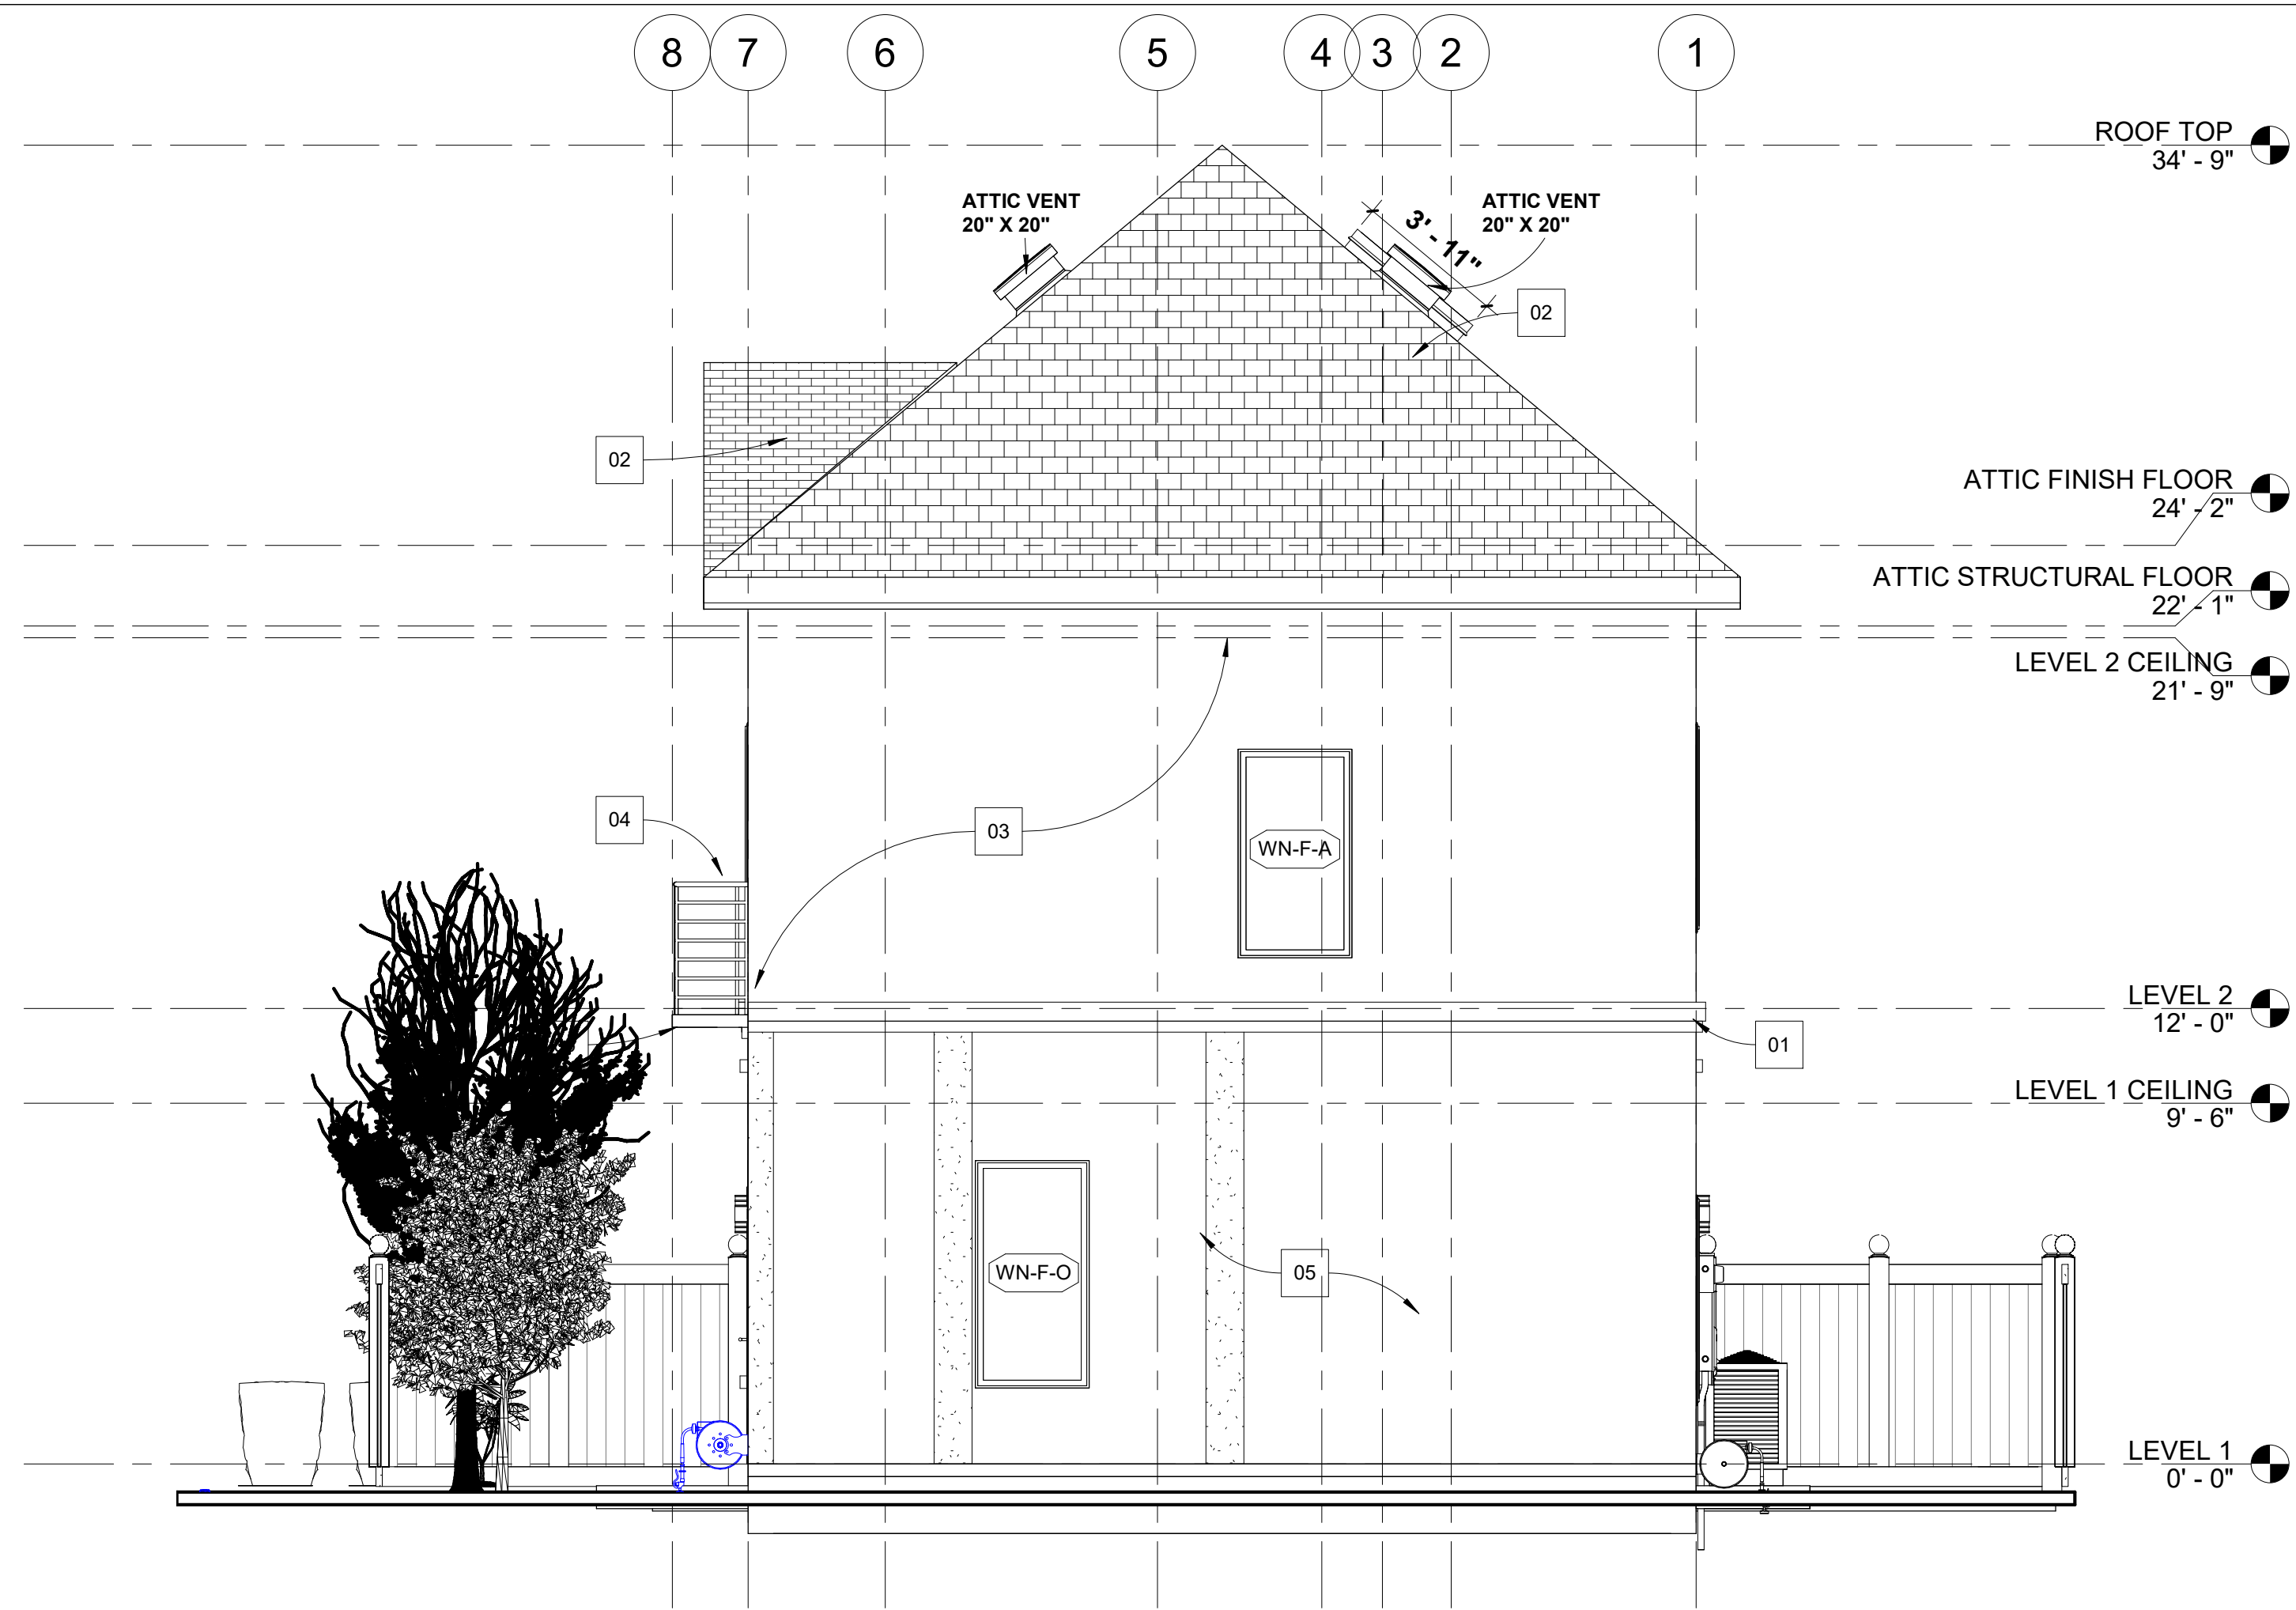 8 7 6 5 4 3 2 1
ROOF TOP
34' - 9"
ATTIC VENT
20" X 20"
3' - 11"
ATTIC VENT
20" X 20"
02
02
ATTIC FINISH FLOOR
24' - 2"
ATTIC STRUCTURAL FLOOR
22' - 1"
LEVEL 2 CEILING
21' - 9"
04
03
WN-F-A
LEVEL 2
12' - 0"
01
LEVEL 1 CEILING
9' - 6"
WN-F-O
05
LEVEL 1
0' - 0"